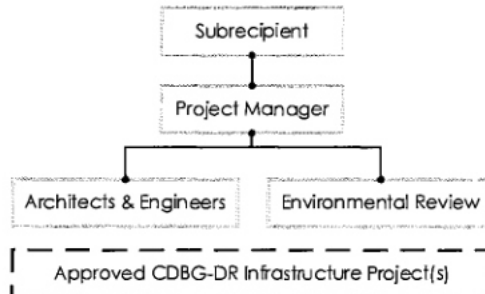 Subrecipient
Project Manager
Architects & Engineers
Environmental Review
Approved CDBG-DR Infrastructure Project(s)